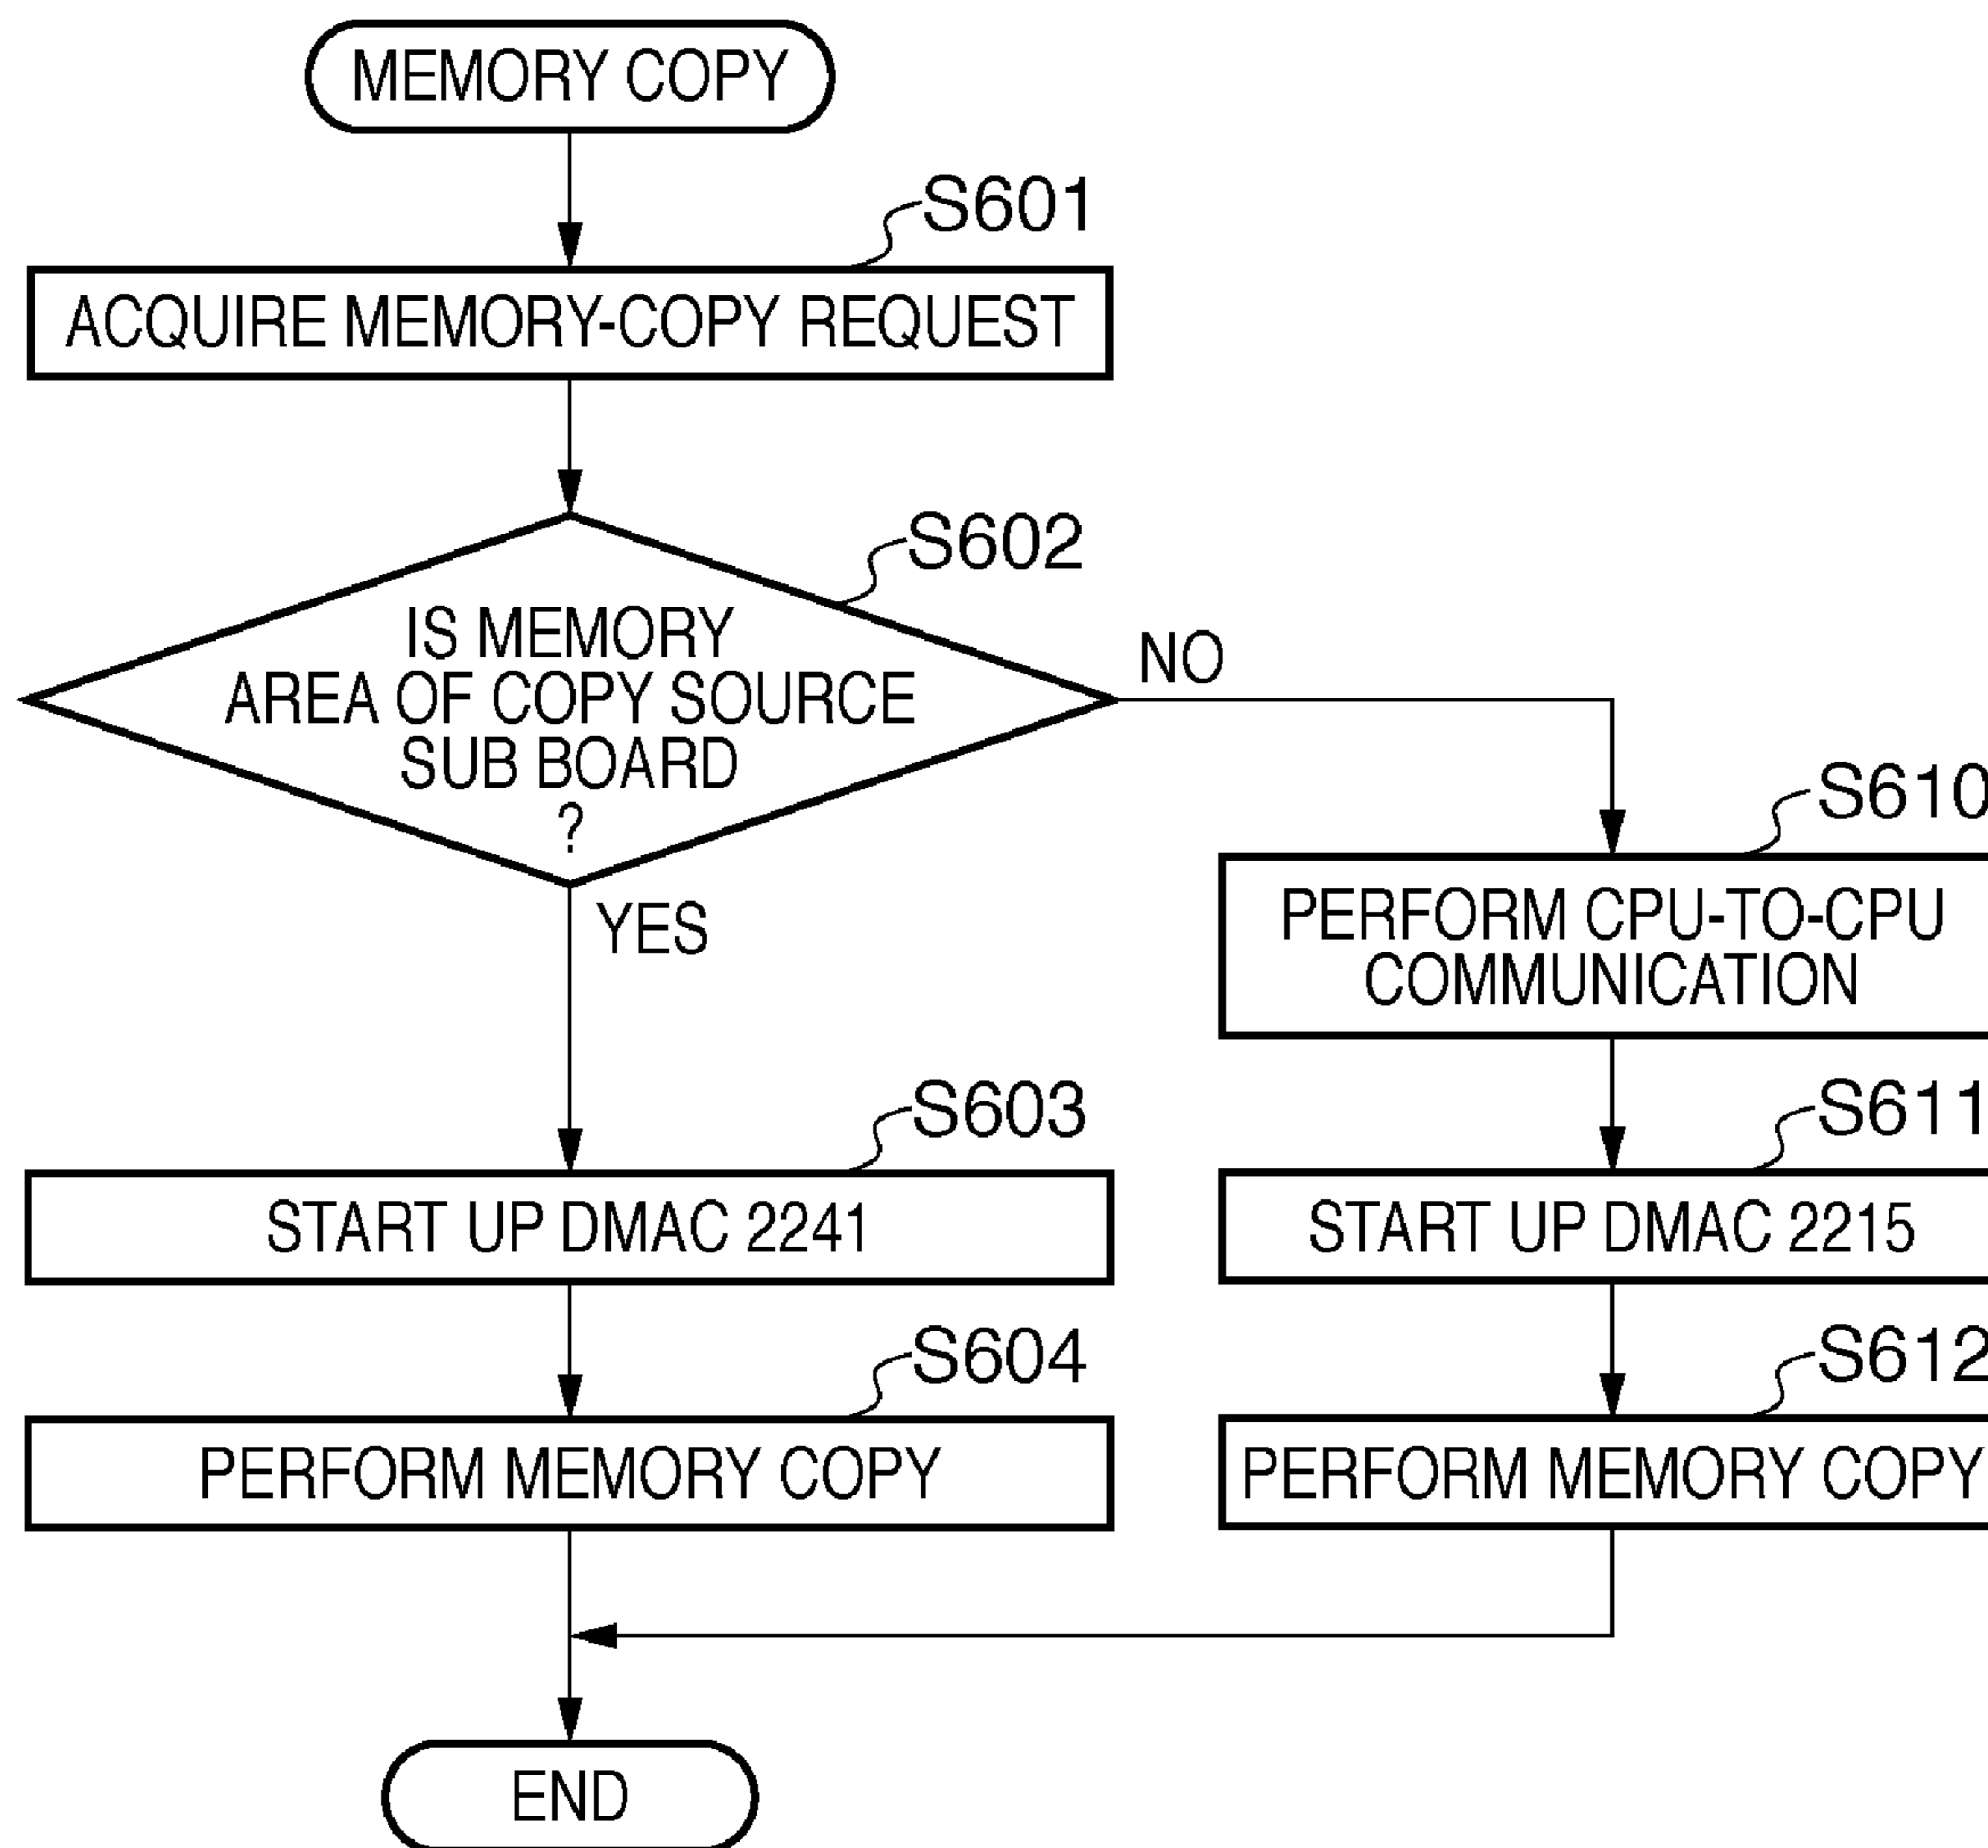 MEMORY COPY
S601
ACQUIRE MEMORY-COPY REQUEST
S602
IS MEMORY
AREA OF COPY SOURCE
SUB BOARD
?
NO
YES
S610
PERFORM CPU-TO-CPU
COMMUNICATION
S603
START UP DMAC 2241
S611
START UP DMAC 2215
S604
PERFORM MEMORY COPY
S612
PERFORM MEMORY COPY
END